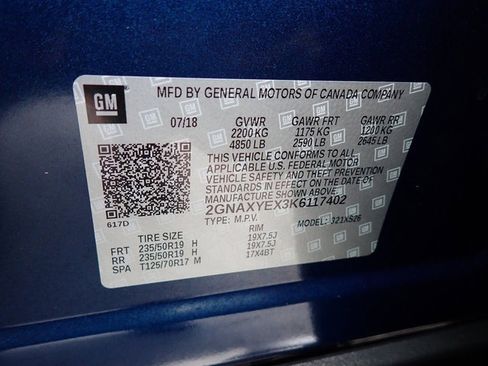 GM
MFD BY GENERAL MOTORS OF CANADA COMPANY
07/18 GVWR GAWR FRT GAWR RR
2200 KG 1175 KG 1200 KG
4850 LB 2590 LB 2645 LB
THIS VEHICLE CONFORMS TO ALL
APPLICABLE U.S. FEDERAL MOTOR
VEHICLE SAFETY AND THEFT PREVENTION
STANDARDS IN EFFECT ON THE DATE OF
MANUFACTURE SHOWN ABOVE.
2GNAXYEX3K6117402
617D TYPE: M.P.V. MODEL: 321XS26
TIRE SIZE RIM
FRT 235/50R19 H 19X7.5J
RR 235/50R19 H 19X7.5J
SPA T125/70R17 M 17X4BT